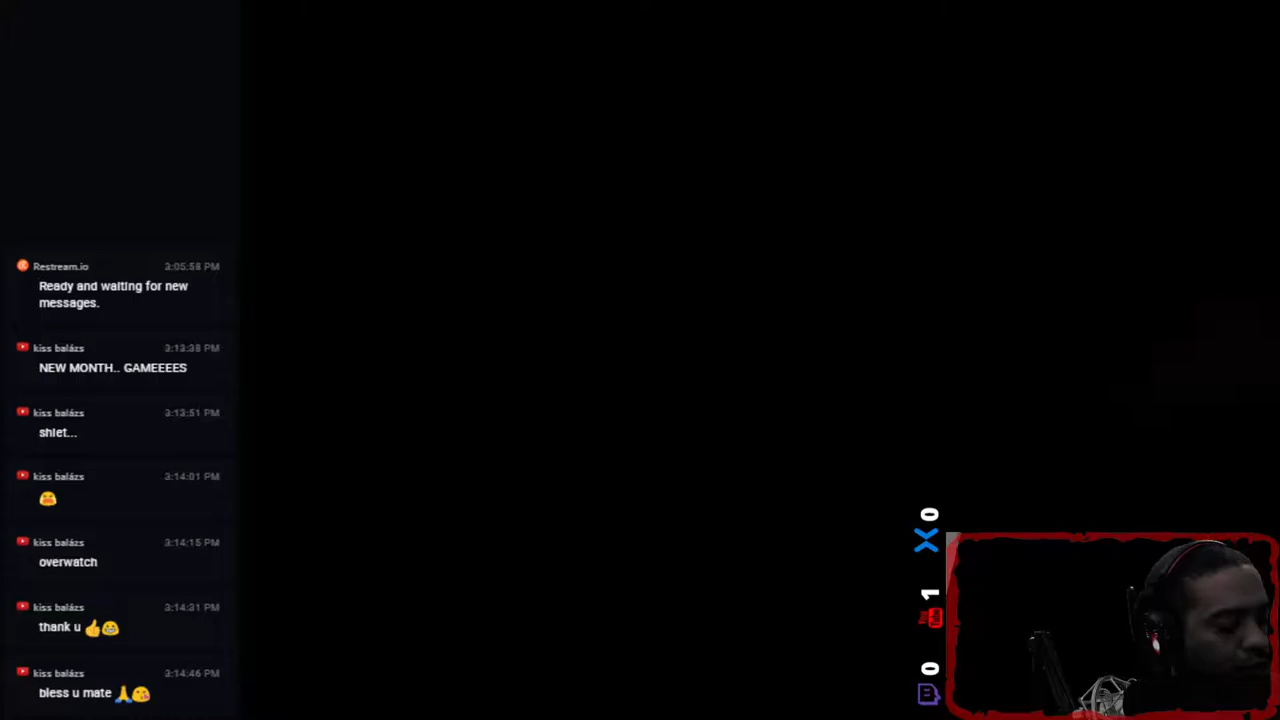 Restream.io 3:05:58 PM
Ready and waiting for new
messages.
kiss balázs 3:13:38 PM
NEW MONTH.. GAMEEEES
kiss balázs 3:13:51 PM
shiet...
kiss balázs 3:14:01 PM
kiss balázs 3:14:15 PM
overwatch
kiss balázs 3:14:31 PM
thank u 👍😂
kiss balázs 3:14:46 PM
bless u mate 🙏😘
0
1
You Tube
0